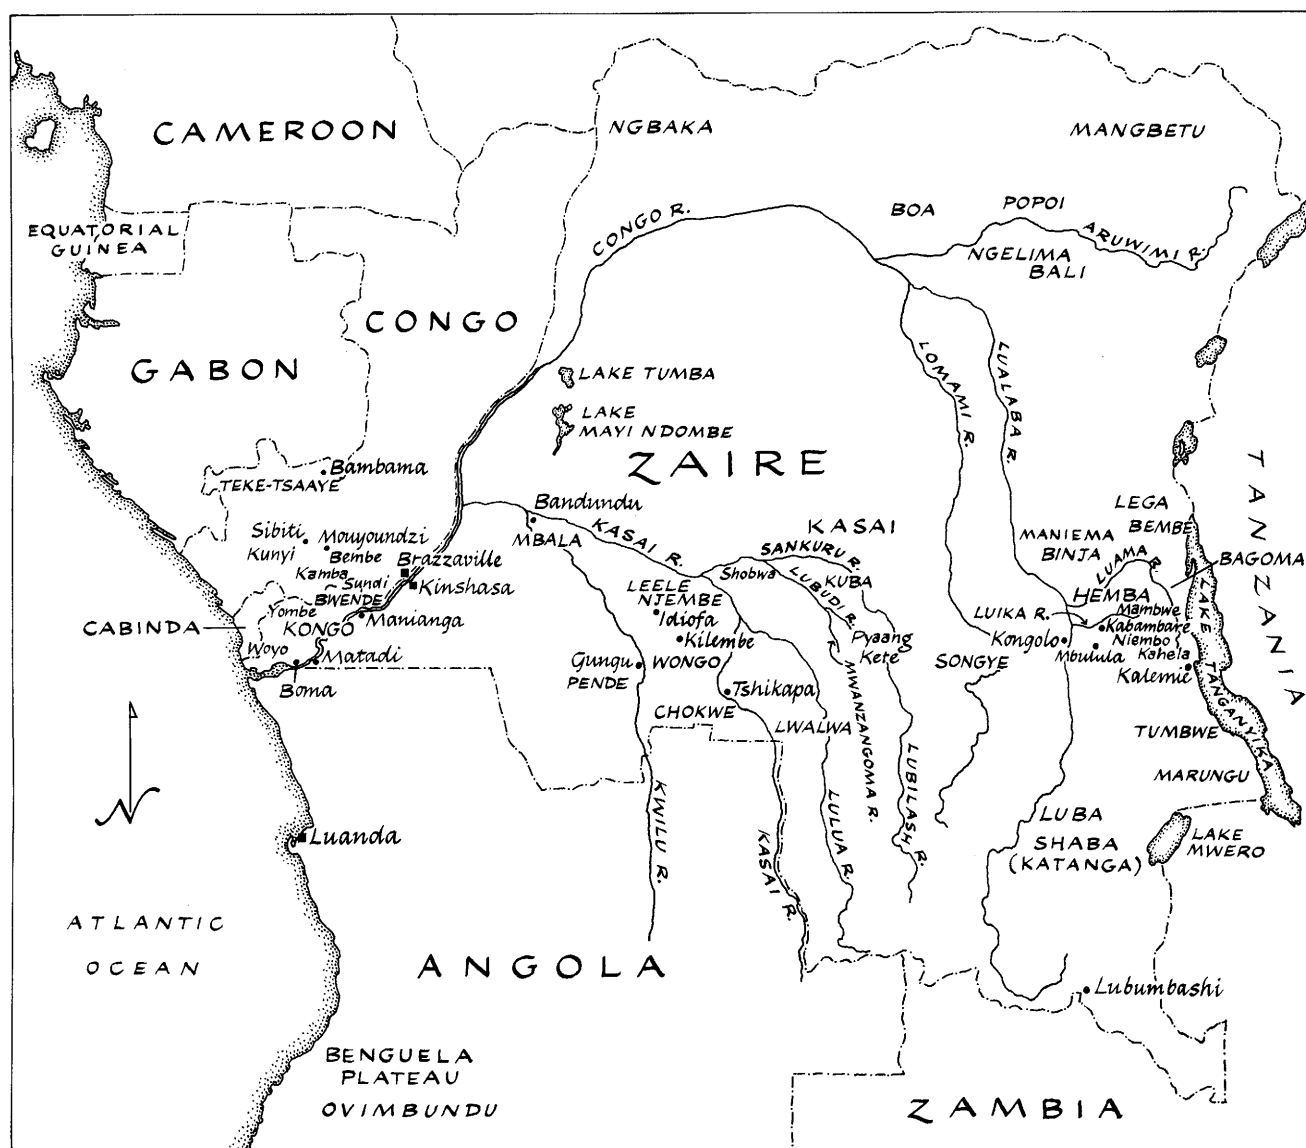 CAMEROON
NGBAKA
MANGBETU
EQUATORIAL
GUINEA
CONGO R.
BOA
POPOI
ARUWIMI R.
NGELIMA
BALI
CONGO
GABON
LAKE TUMBA
LAKE
MAYI NDOMBE
LOMAMI R.
LUALABA R.
ZAIRE
TANZANIA
Bambama
TEKE-TSAAYE
Bandundu
MBALA
KASAI R.
KASAI
SANKURU R.
LEGA
BEMBE
MANIEMA
BINJA
LUAMA R.
BAGOMA
Sibiti
Kunyi
Mouyoundzi
Bembe
Kamba
Sundi
BWENDE
Brazzaville
Kinshasa
Yombe
KONGO
Manianga
CABINDA
Woyo
Matadi
Boma
Shobwa
LUBUDI R.
KUBA
LEELE
NJEMBE
Idiofa
Kilembe
WONGO
Gungu
PENDE
Pyaang
Kete
HEMBA
LUIKA R.
Mambwe
Kabambare
Niembo
Kahela
Kongolo
Mbulula
Kalemie
SONGYE
LAKE TANGANYIKA
Tshikapa
CHOKWE
LWALWA
MWANZANGOMA R.
TUMBWE
MARUNGU
KWILU R.
KASAI R.
LULUA R.
LUBILASH R.
LUBA
SHABA
(KATANGA)
LAKE
MWERO
N
Luanda
ATLANTIC
OCEAN
ANGOLA
Lubumbashi
BENGUELA
PLATEAU
OVIMBUNDU
ZAMBIA